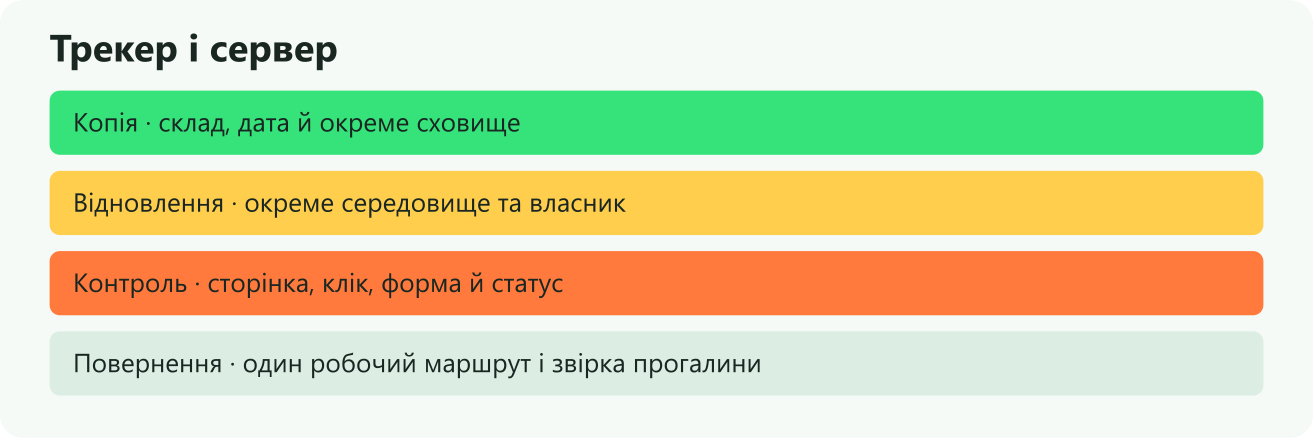 Трекер і сервер
Копія · склад, дата й окреме сховище
Відновлення · окреме середовище та власник
Контроль · сторінка, клік, форма й статус
Повернення · один робочий маршрут і звірка прогалини